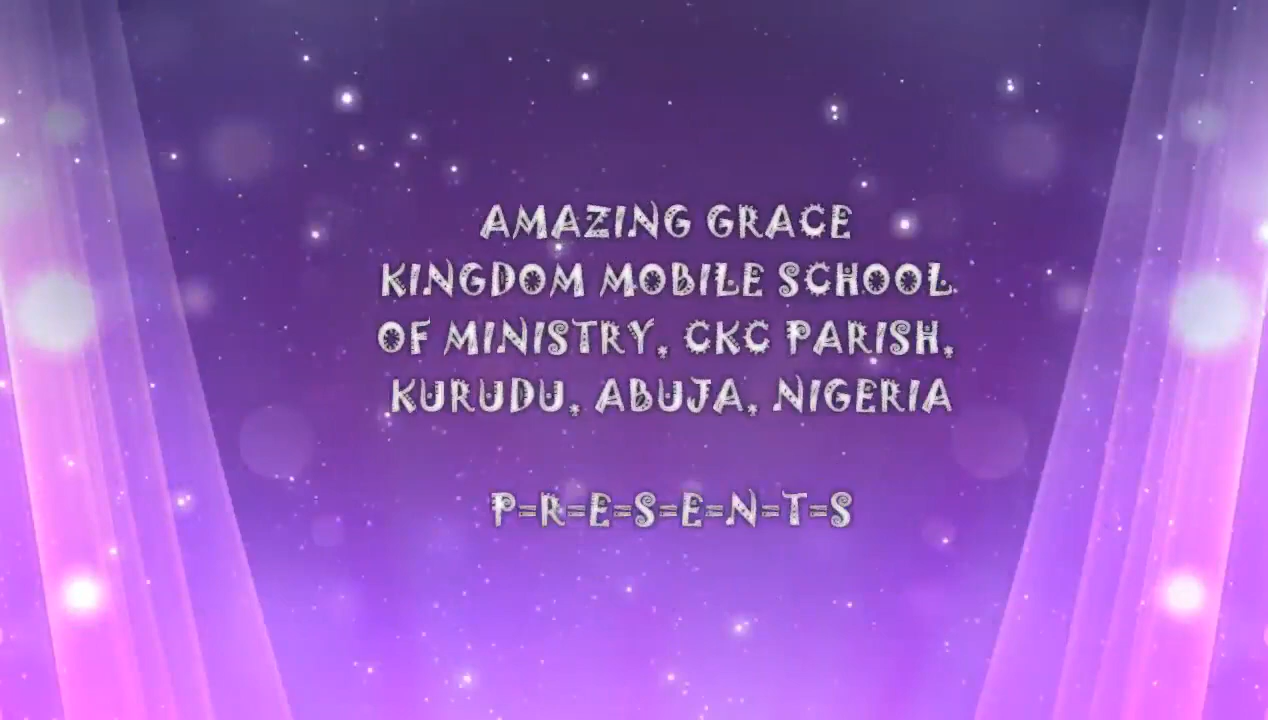 AMAZING GRACE
KINGDOM MOBILE SCHOOL
OF MINISTRY, CKC PARISH,
KURUDU, ABUJA, NIGERIA
P=R=E=S=E=N=T=S